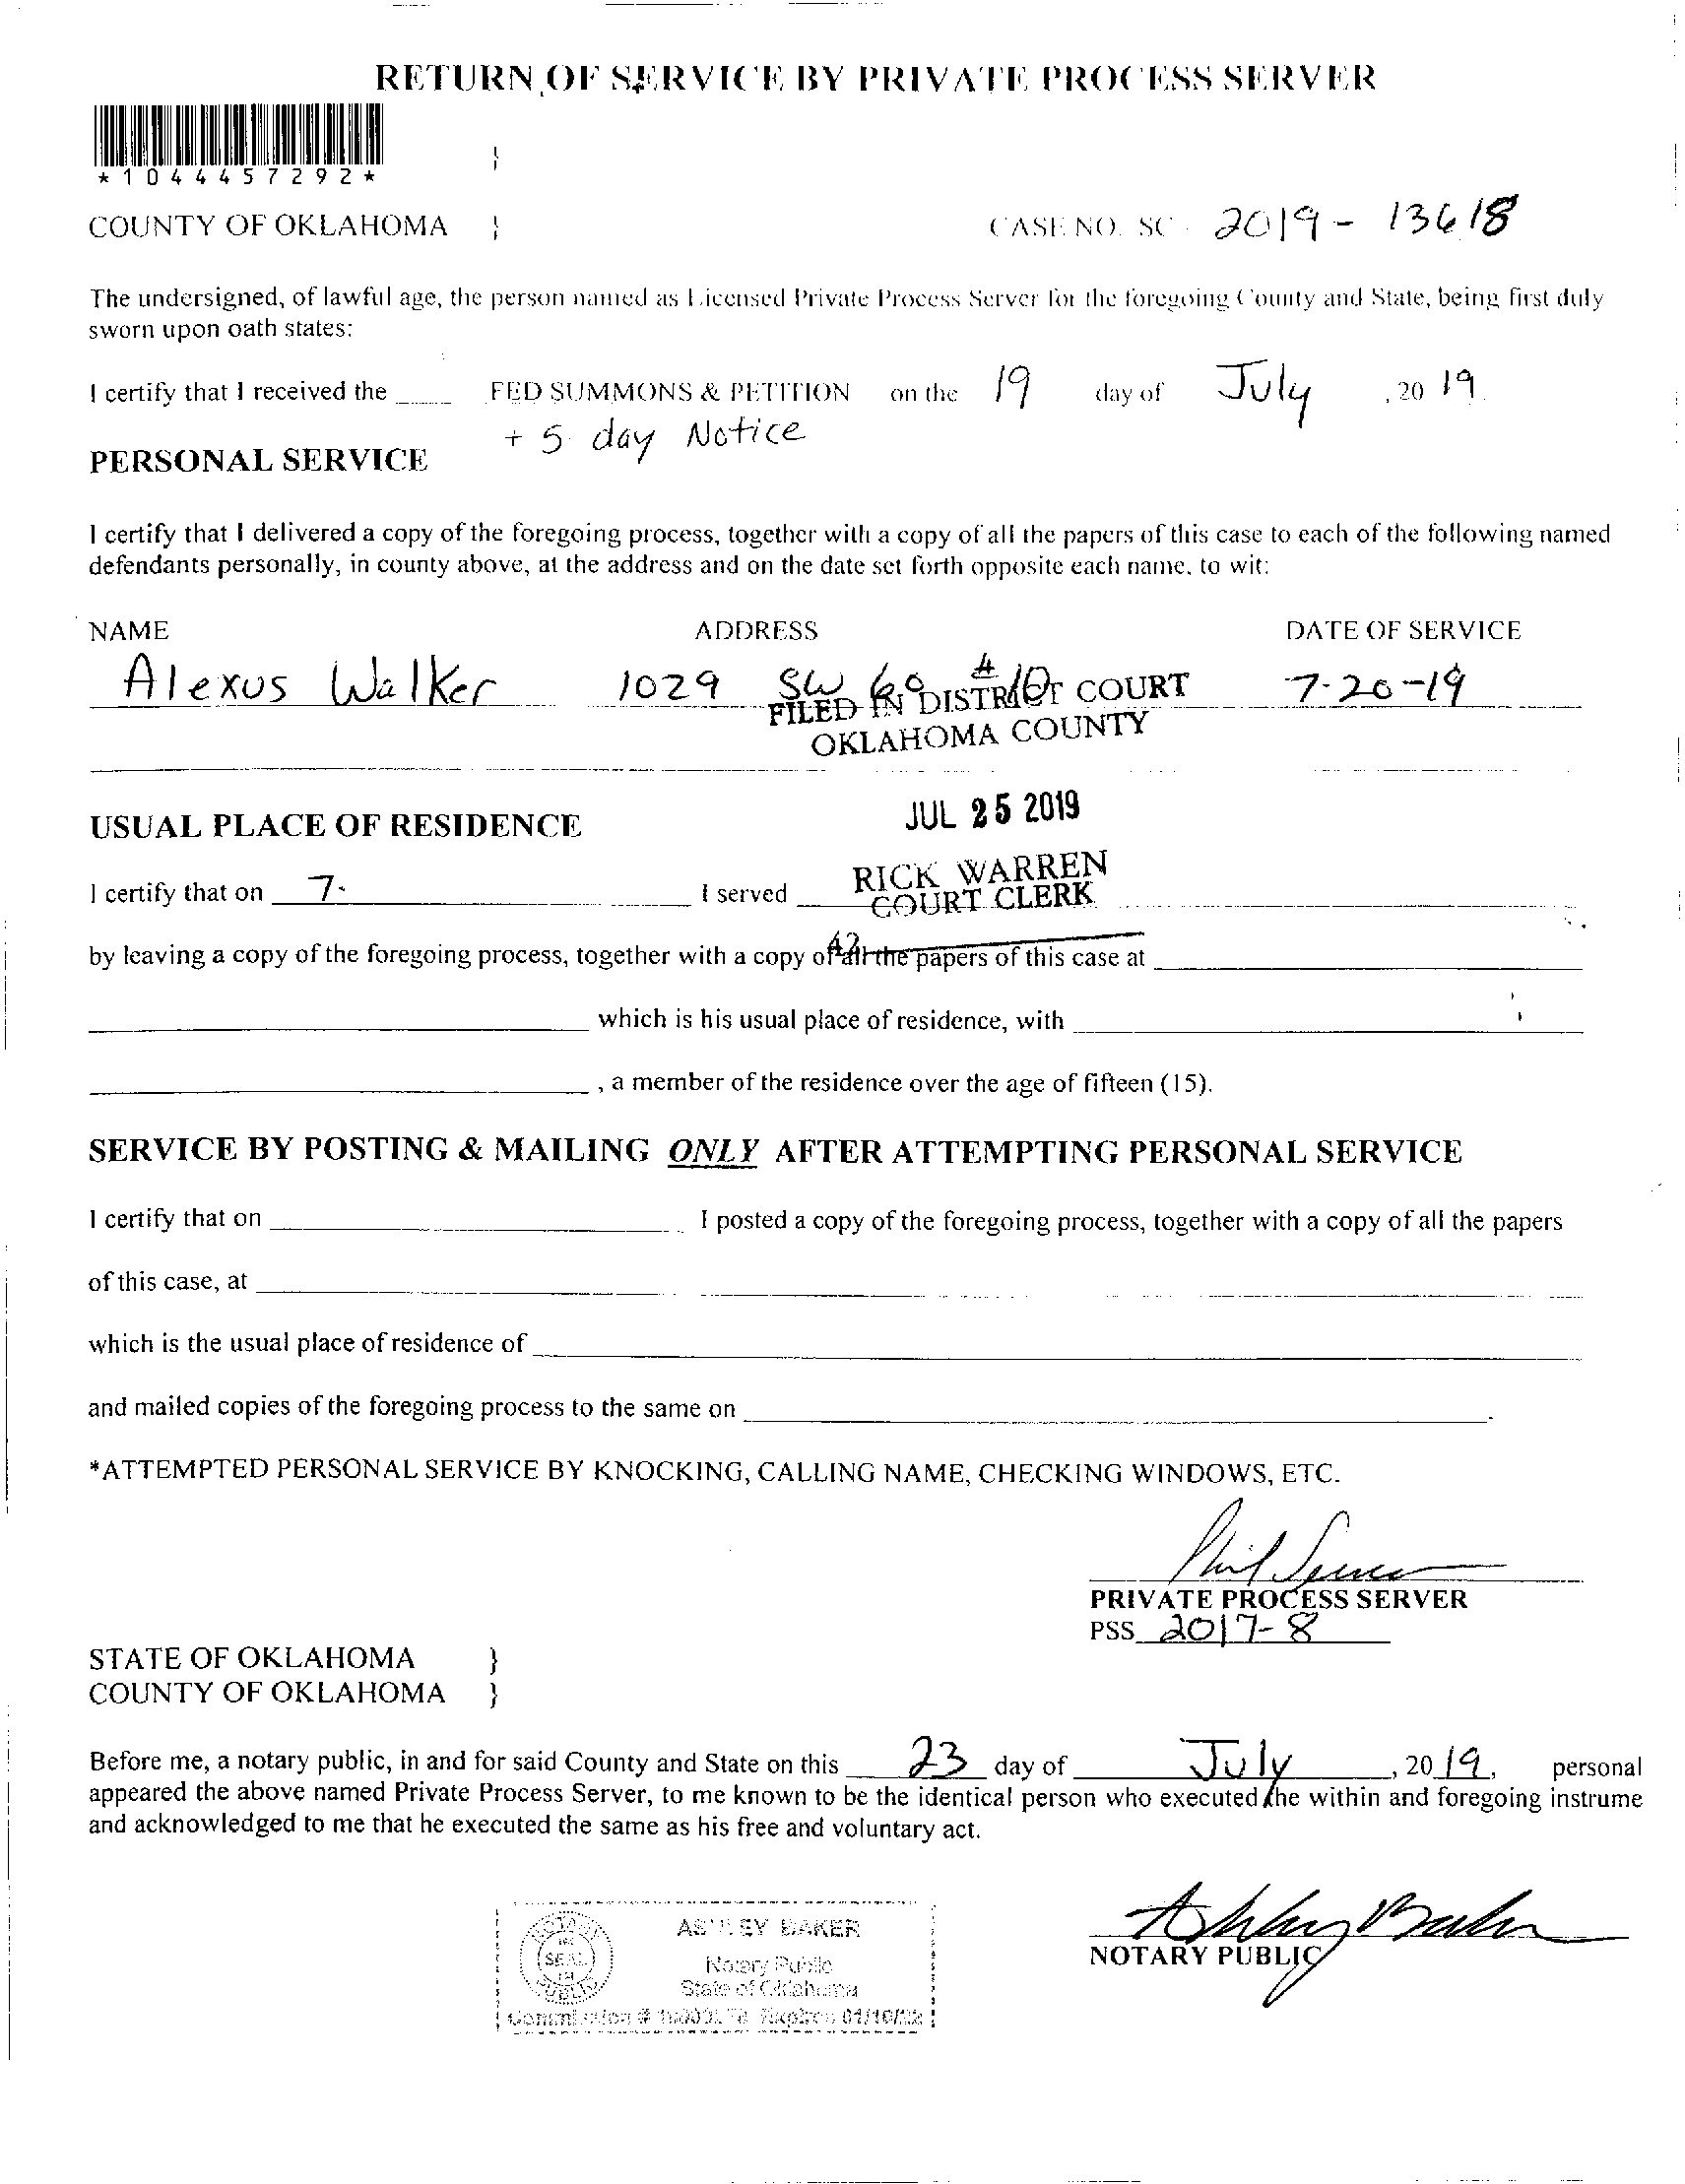 RETURN OF SERVICE BY PRIVATE PROCESS SERVER
*1044457292*
COUNTY OF OKLAHOMA } CASE NO. SC - 2019 - 13618
The undersigned, of lawful age, the person named as Licensed Private Process Server for the foregoing County and State, being first duly
sworn upon oath states:
I certify that I received the FED SUMMONS & PETITION on the 19 day of July , 20 19.
+ 5 day Notice
PERSONAL SERVICE
I certify that I delivered a copy of the foregoing process, together with a copy of all the papers of this case to each of the following named
defendants personally, in county above, at the address and on the date set forth opposite each name, to wit:
NAME ADDRESS DATE OF SERVICE
Alexus Walker 1029 SW 7-20-19
FILED IN DISTRICT COURT
OKLAHOMA COUNTY
JUL 25 2019
USUAL PLACE OF RESIDENCE
RICK WARREN
COURT CLERK
I certify that on 7- I served
42
by leaving a copy of the foregoing process, together with a copy of all the papers of this case at
which is his usual place of residence, with
, a member of the residence over the age of fifteen (15).
SERVICE BY POSTING & MAILING ONLY AFTER ATTEMPTING PERSONAL SERVICE
I certify that on I posted a copy of the foregoing process, together with a copy of all the papers
of this case, at
which is the usual place of residence of
and mailed copies of the foregoing process to the same on .
*ATTEMPTED PERSONAL SERVICE BY KNOCKING, CALLING NAME, CHECKING WINDOWS, ETC.
PRIVATE PROCESS SERVER
PSS 2017-8
STATE OF OKLAHOMA }
COUNTY OF OKLAHOMA }
Before me, a notary public, in and for said County and State on this 23 day of July , 20 19, personal
appeared the above named Private Process Server, to me known to be the identical person who executed the within and foregoing instrume
and acknowledged to me that he executed the same as his free and voluntary act.
Ashley Baker
NOTARY PUBLIC
BAKER
Notary Public
State of Oklahoma
SEAL